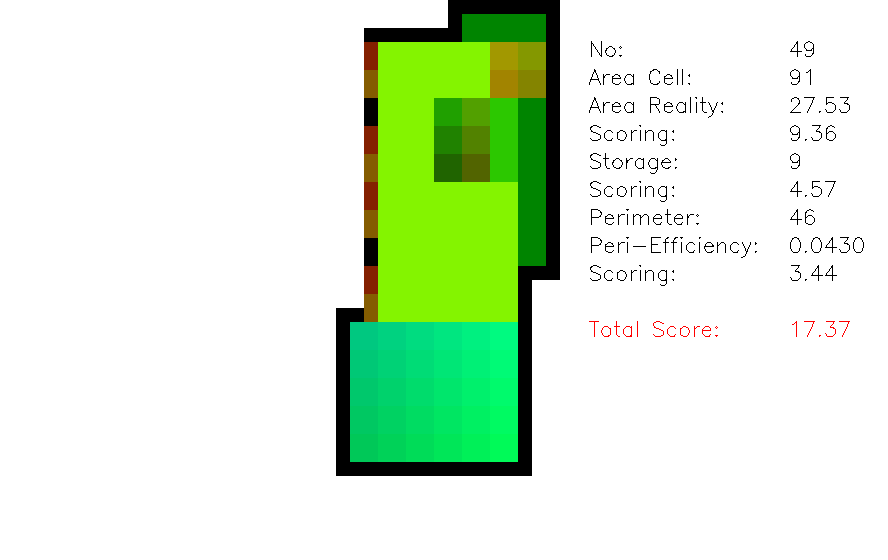 No: 49
Area Cell: 91
Area Reality: 27.53
Scoring: 9.36
Storage: 9
Scoring: 4.57
Perimeter: 46
Peri-Efficiency: 0.0430
Scoring: 3.44
Total Score: 17.37